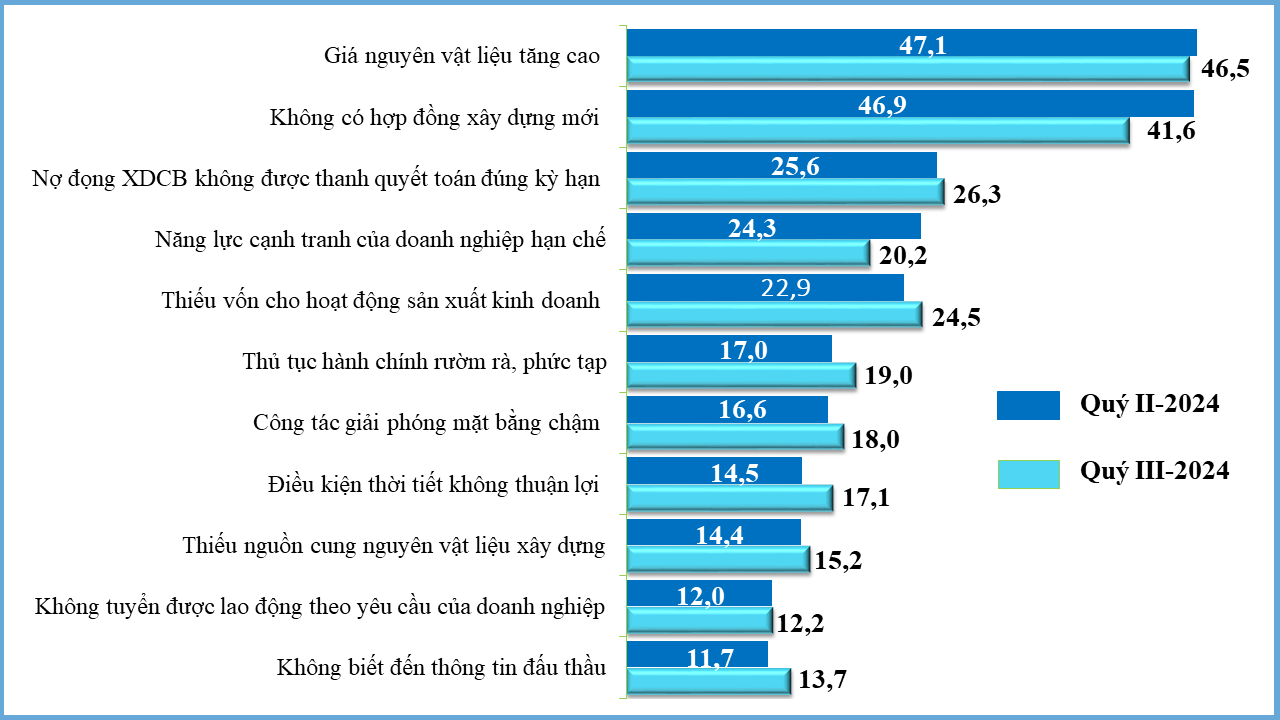 Giá nguyên vật liệu tăng cao
47,1
46,5
Không có hợp đồng xây dựng mới
46,9
41,6
Nợ đọng XDCB không được thanh quyết toán đúng kỳ hạn
25,6
26,3
Năng lực cạnh tranh của doanh nghiệp hạn chế
24,3
20,2
Thiếu vốn cho hoạt động sản xuất kinh doanh
22,9
24,5
Thủ tục hành chính rườm rà, phức tạp
17,0
19,0
Công tác giải phóng mặt bằng chậm
16,6
18,0
Điều kiện thời tiết không thuận lợi
14,5
17,1
Thiếu nguồn cung nguyên vật liệu xây dựng
14,4
15,2
Không tuyển được lao động theo yêu cầu của doanh nghiệp
12,0
12,2
Không biết đến thông tin đấu thầu
11,7
13,7
Quý II-2024
Quý III-2024